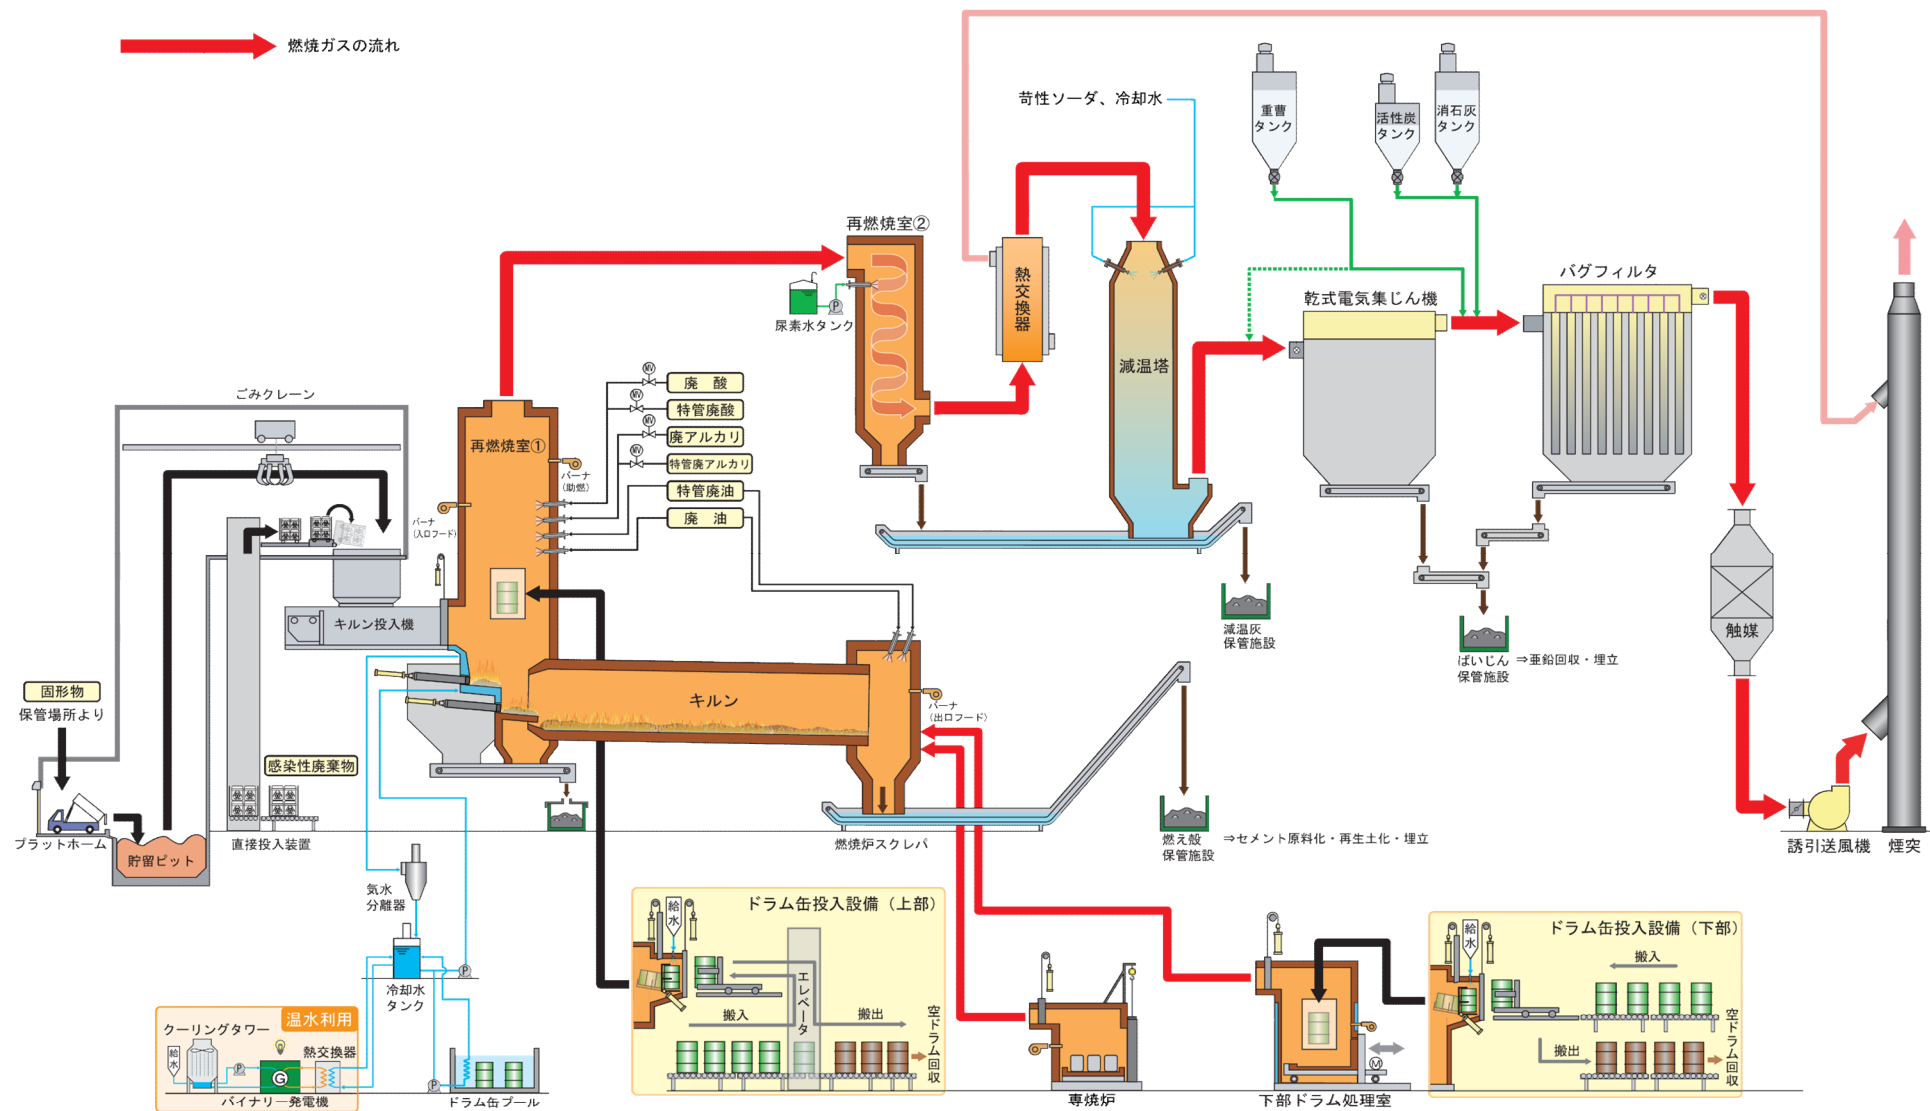 燃焼ガスの流れ
苛性ソーダ、冷却水
重曹
タンク
活性炭
タンク
消石灰
タンク
再燃焼室②
尿素水タンク
P
熱交換器
減温塔
乾式電気集じん機
バグフィルタ
ごみクレーン
再燃焼室①
MV
廃 酸
MV
特管廃酸
MV
廃アルカリ
MV
特管廃アルカリ
特管廃油
廃 油
バーナ
(助燃)
バーナ
(入口フード)
キルン投入機
キルン
バーナ
(出口フード)
減温灰
保管施設
ばいじん ⇒亜鉛回収・埋立
保管施設
触媒
固形物
保管場所より
プラットホーム
貯留ピット
感染性廃棄物
直接投入装置
燃焼炉スクレパ
燃え殻 ⇒セメント原料化・再生土化・埋立
保管施設
誘引送風機
煙突
気水
分離器
冷却水
タンク
P
温水利用
クーリングタワー
給水
P
G
熱交換器
バイナリー発電機
P
ドラム缶プール
ドラム缶投入設備（上部）
給水
エレベータ
搬入
搬出
空ドラム回収
専焼炉
下部ドラム処理室
M
ドラム缶投入設備（下部）
給水
搬入
搬出
空ドラム回収